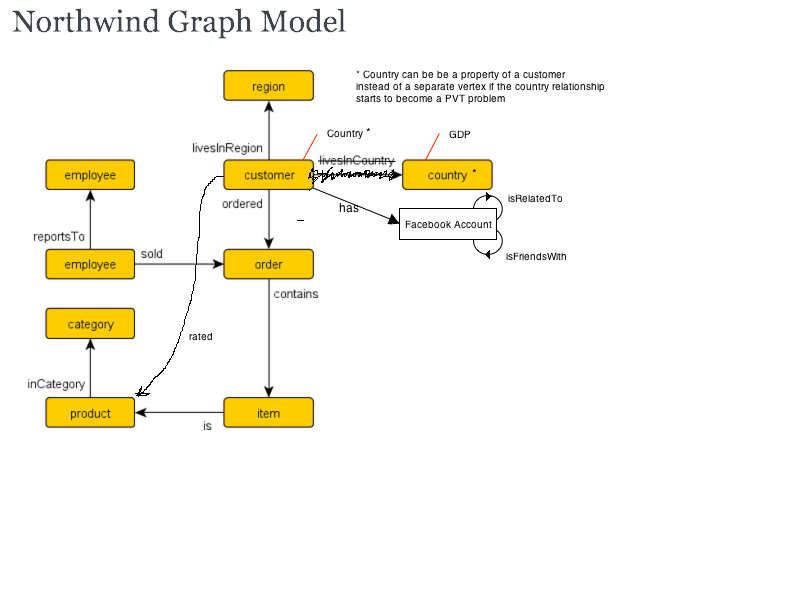 Northwind Graph Model
* Country can be be a property of a customer
instead of a separate vertex if the country relationship
starts to become a PVT problem
region
Country *
GDP
livesInRegion
livesInCountry
employee
customer
country *
ordered
has
isRelatedTo
Facebook Account
reportsTo
sold
isFriendsWith
employee
order
contains
category
rated
inCategory
product
item
is